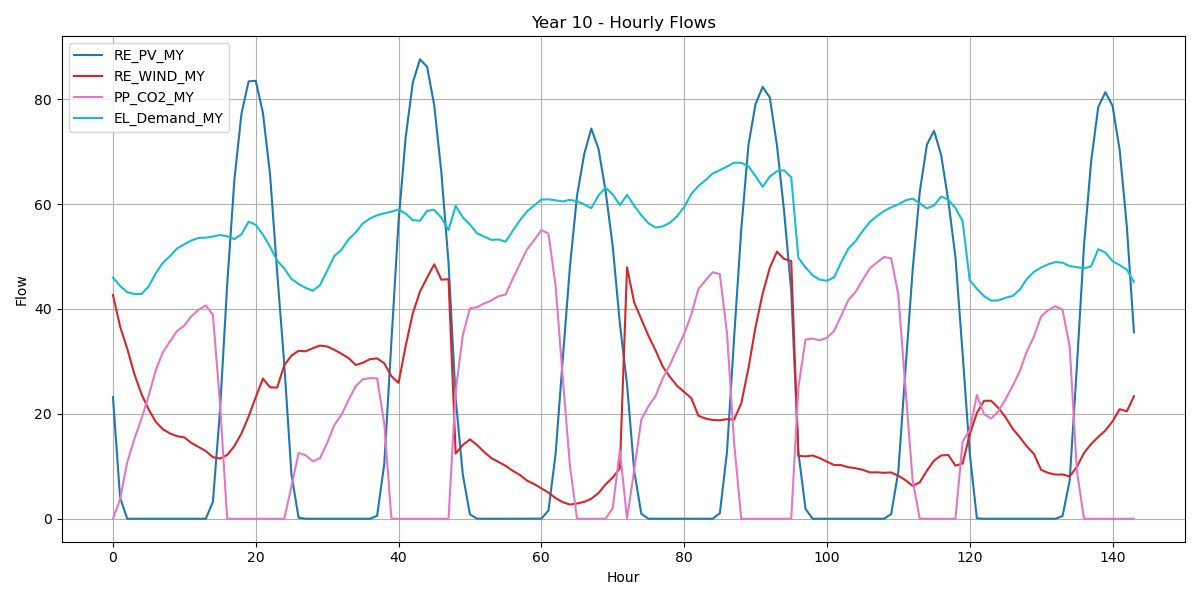 Year 10 - Hourly Flows
RE_PV_MY
RE_WIND_MY
PP_CO2_MY
EL_Demand_MY
Flow
80
60
40
20
0
0 20 40 60 80 100 120 140
Hour